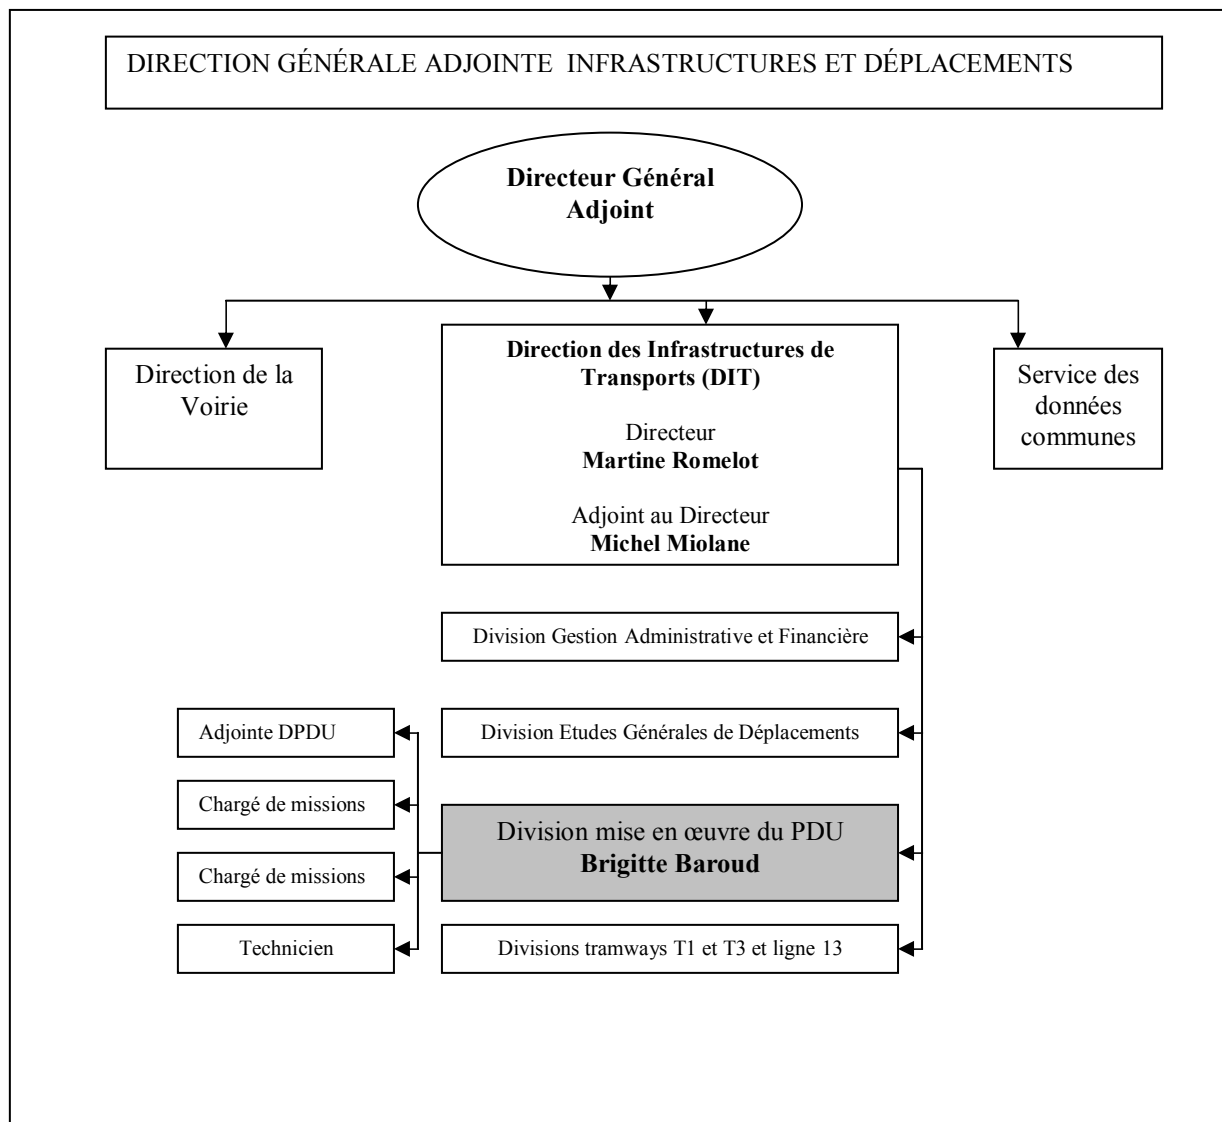 DIRECTION GÉNÉRALE ADJOINTE INFRASTRUCTURES ET DÉPLACEMENTS
Directeur Général
Adjoint
Direction de la
Voirie
Direction des Infrastructures de
Transports (DIT)
Directeur
Martine Romelot
Adjoint au Directeur
Michel Miolane
Service des
données
communes
Division Gestion Administrative et Financière
Adjointe DPDU
Division Etudes Générales de Déplacements
Chargé de missions
Division mise en œuvre du PDU
Brigitte Baroud
Chargé de missions
Technicien
Divisions tramways T1 et T3 et ligne 13